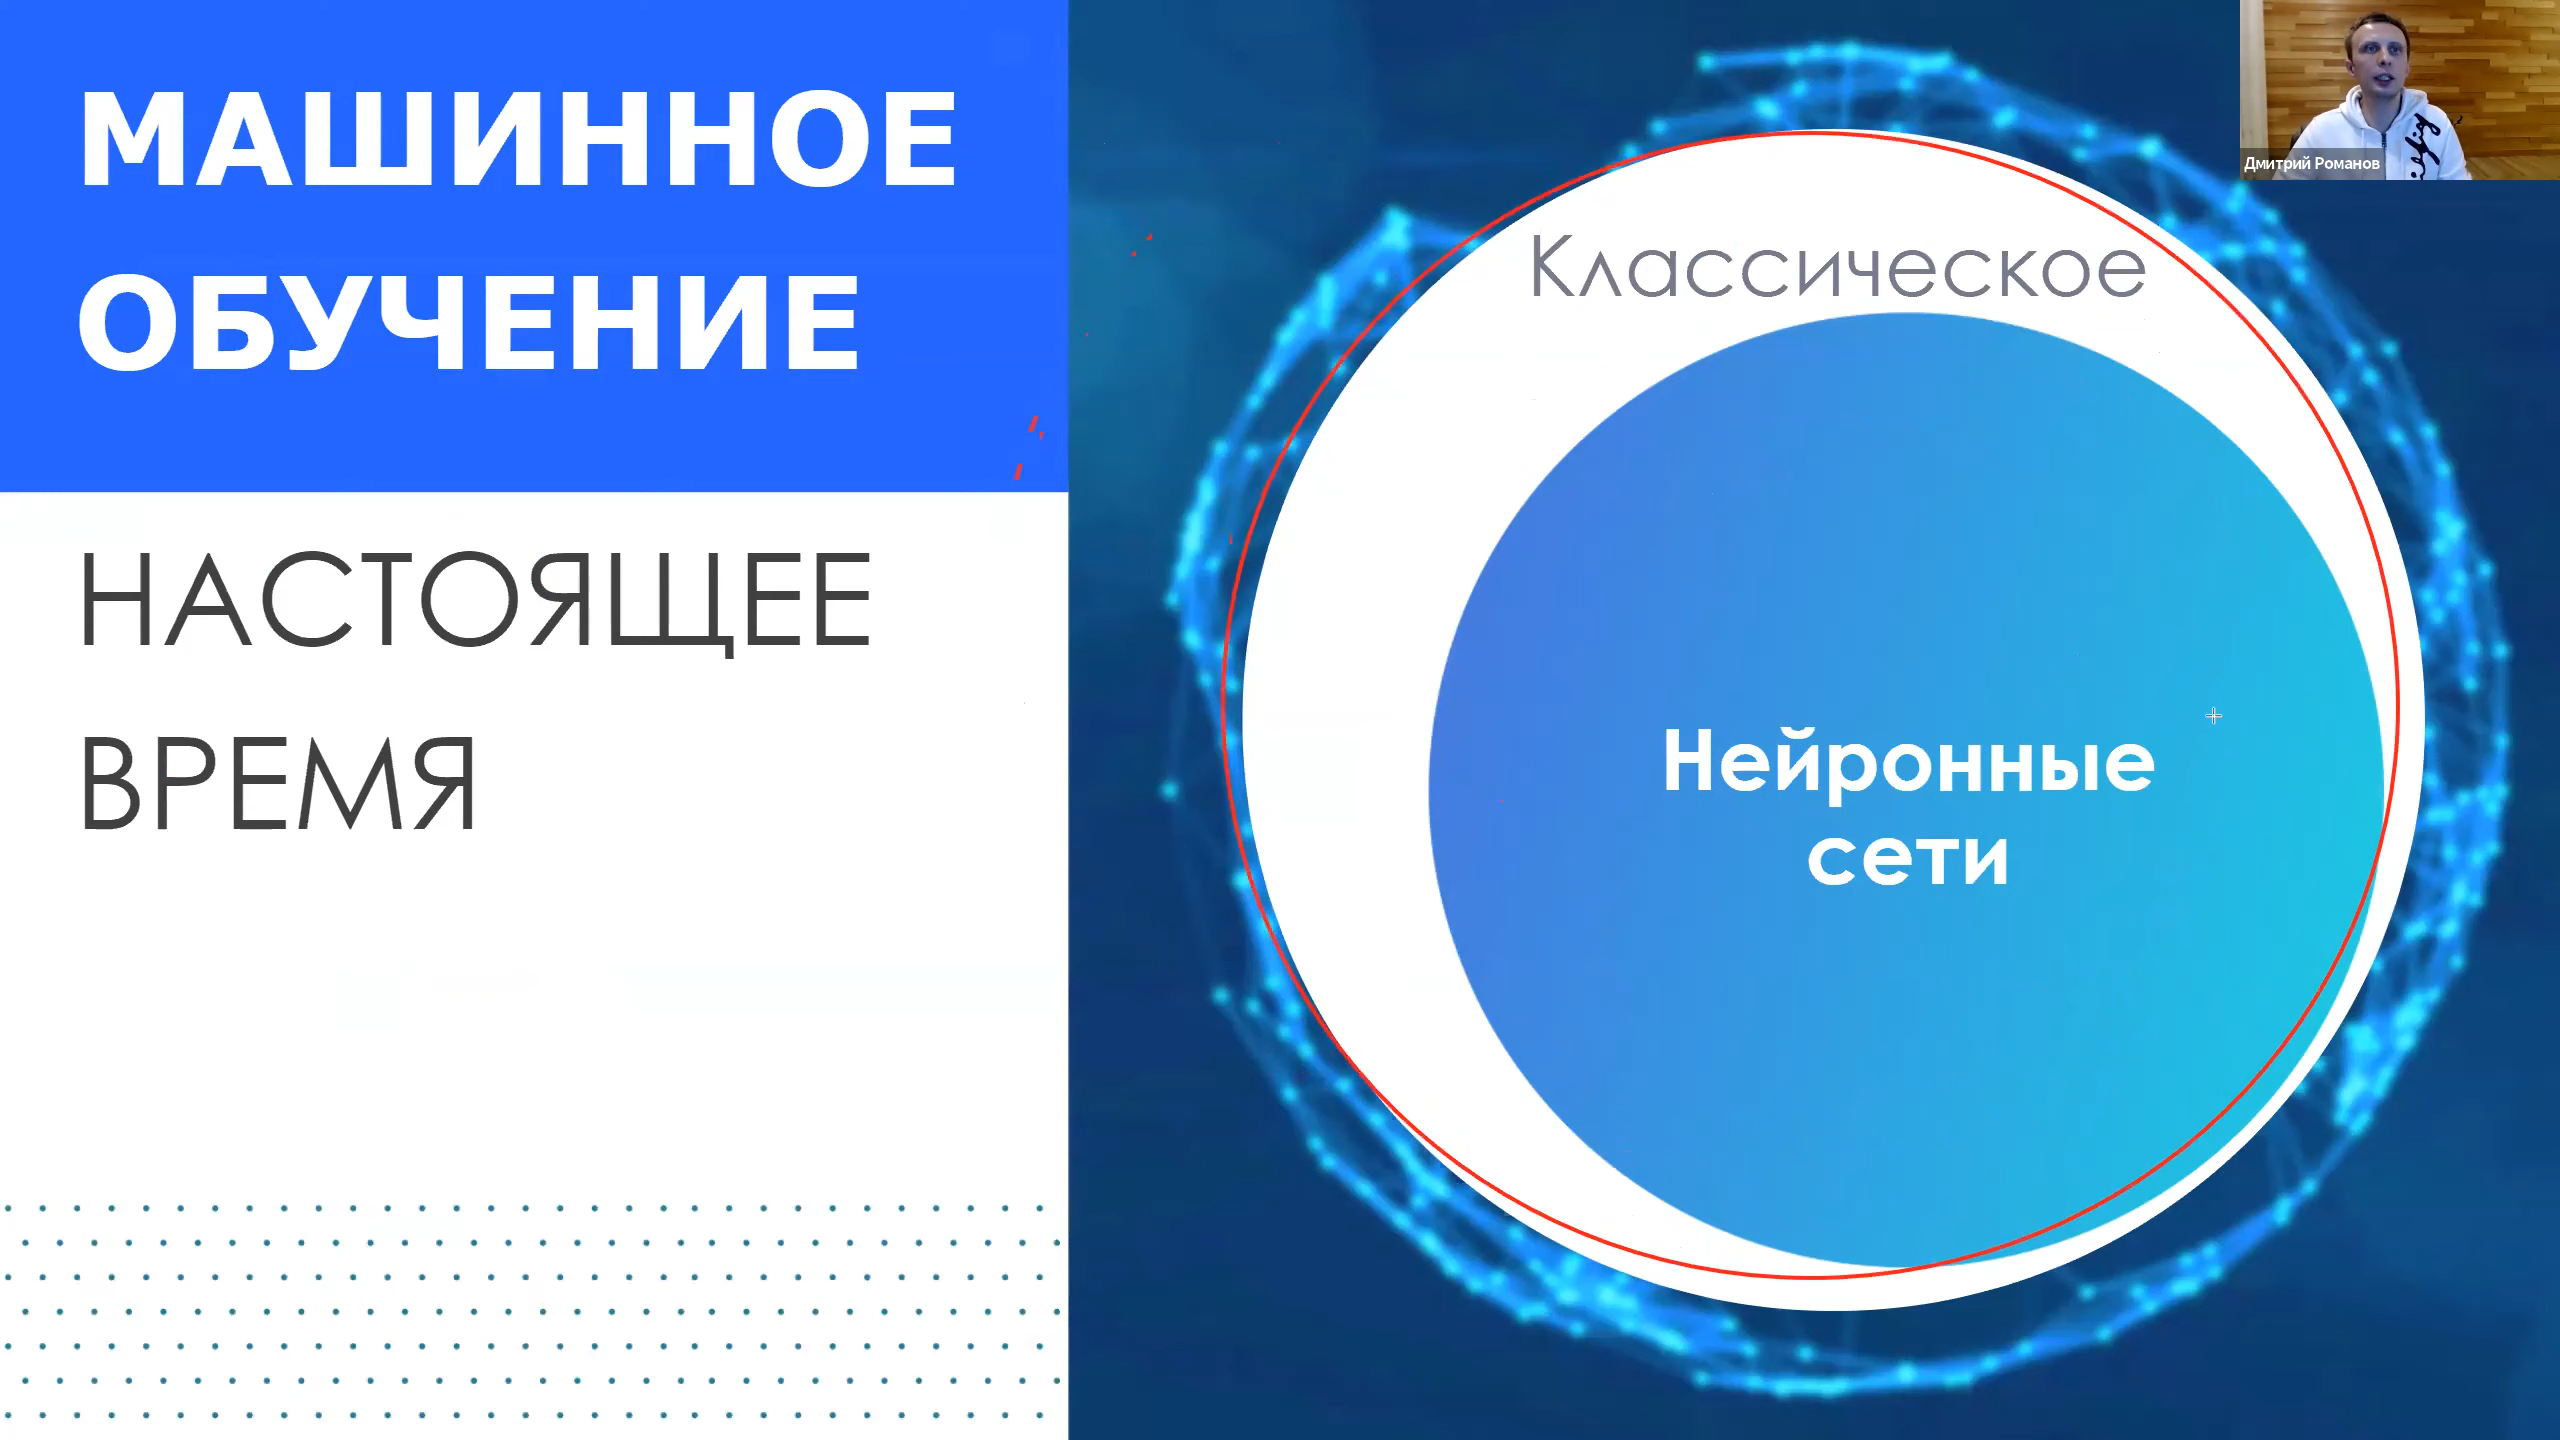 МАШИННОЕ
ОБУЧЕНИЕ
НАСТОЯЩЕЕ
ВРЕМЯ
Классическое
Нейронные
сети
Дмитрий Романов